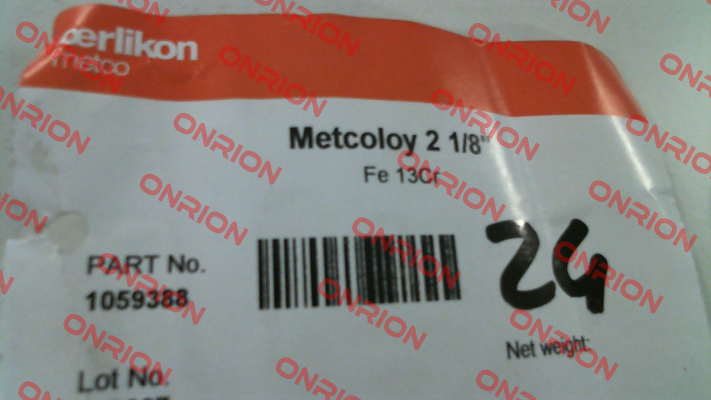 oerlikon
metco
Metcoloy 2 1/8"
Fe 13Cr
PART No.
1059388
24
Net weight:
Lot No.